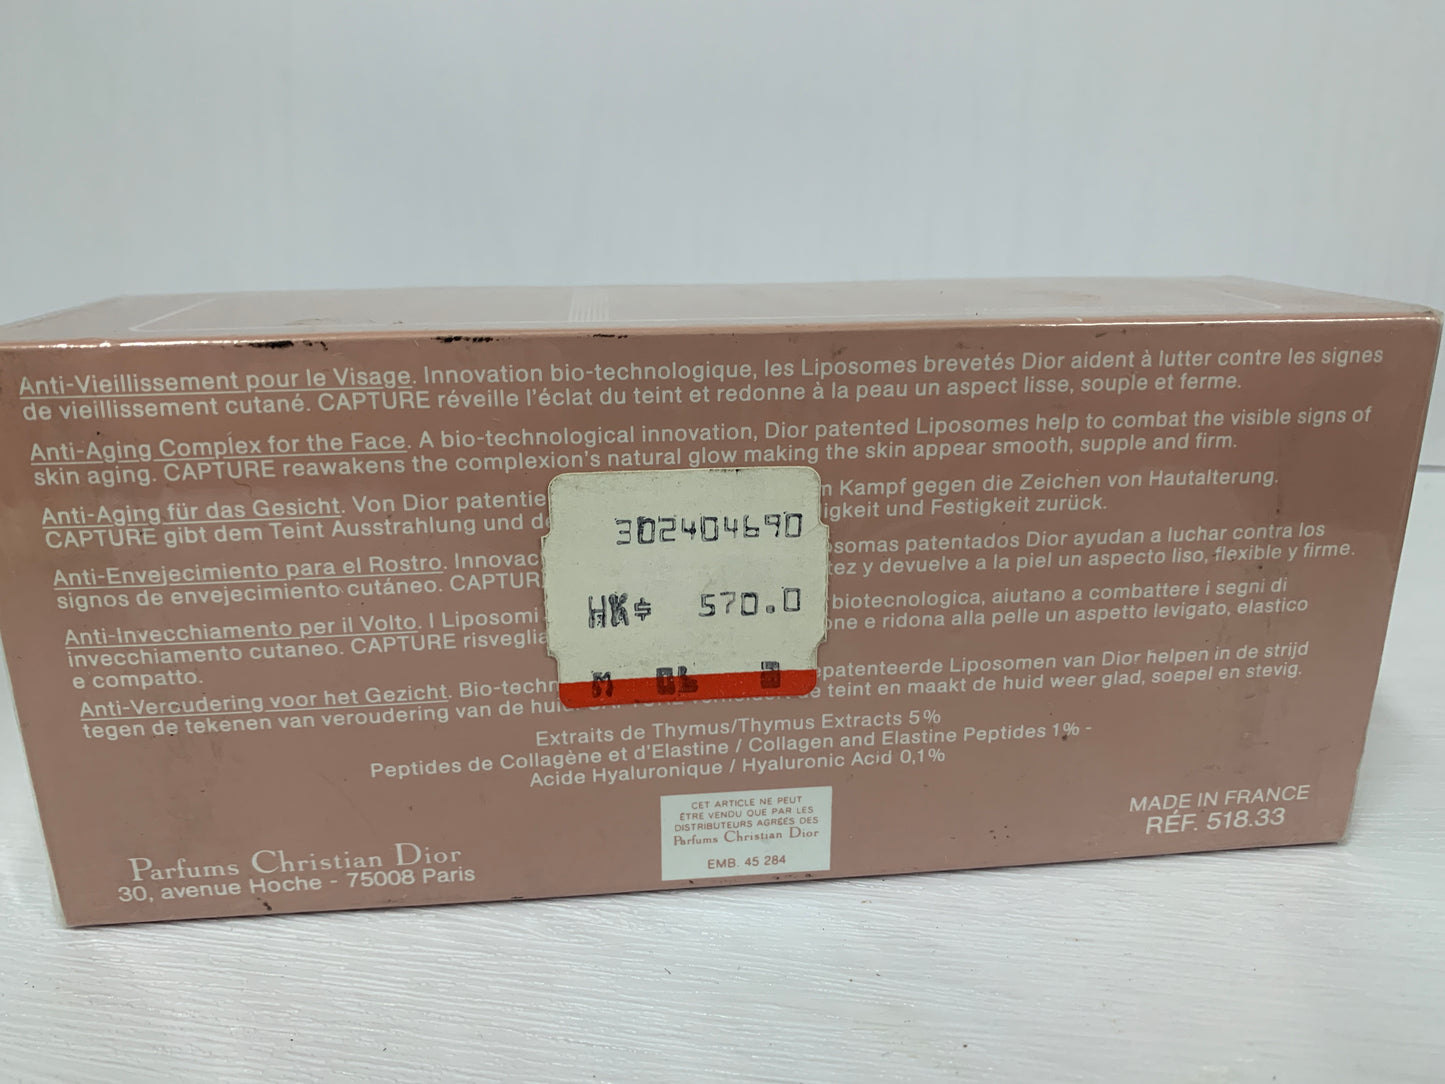 Anti-Vieillissement pour le Visage. Innovation bio-technologique, les Liposomes brevetés Dior aident à lutter contre les signes
de vieillissement cutané. CAPTURE réveille l'éclat du teint et redonne à la peau un aspect lisse, souple et ferme.
Anti-Aging Complex for the Face. A bio-technological innovation, Dior patented Liposomes help to combat the visible signs of
skin aging. CAPTURE reawakens the complexion's natural glow making the skin appear smooth, supple and firm.
Anti-Aging für das Gesicht. Von Dior patentie Kampf gegen die Zeichen von Hautalterung.
CAPTURE gibt dem Teint Ausstrahlung und igkeit und Festigkeit zurück.
Anti-Envejecimiento para el Rostro. Innovac osomas patentados Dior ayudan a luchar contra los
signos de envejecimiento cutáneo. CAPTUR tez y devuelve a la piel un aspecto liso, flexible y firme.
Anti-Invecchiamento per il Volto. I Liposomi biotecnologica, aiutano a combattere i segni di
invecchiamento cutaneo. CAPTURE risveglia one e ridona alla pelle un aspetto levigato, elastico
e compatto.
Anti-Veroudering voor het Gezicht. Bio-techn epatenteerde Liposomen van Dior helpen in de strijd
tegen de tekenen van veroudering van de huid. teint en maakt de huid weer glad, soepel en stevig.
302404690
HK$ 570.0
Extraits de Thymus/Thymus Extracts 5%
Peptides de Collagène et d'Elastine / Collagen and Elastine Peptides 1% -
Acide Hyaluronique / Hyaluronic Acid 0,1%
Parfums Christian Dior
30, avenue Hoche - 75008 Paris
CET ARTICLE NE PEUT
ÊTRE VENDU QUE PAR LES
DISTRIBUTEURS AGRÉÉS DES
Parfums Christian Dior
EMB. 45 284
MADE IN FRANCE
RÉF. 518.33